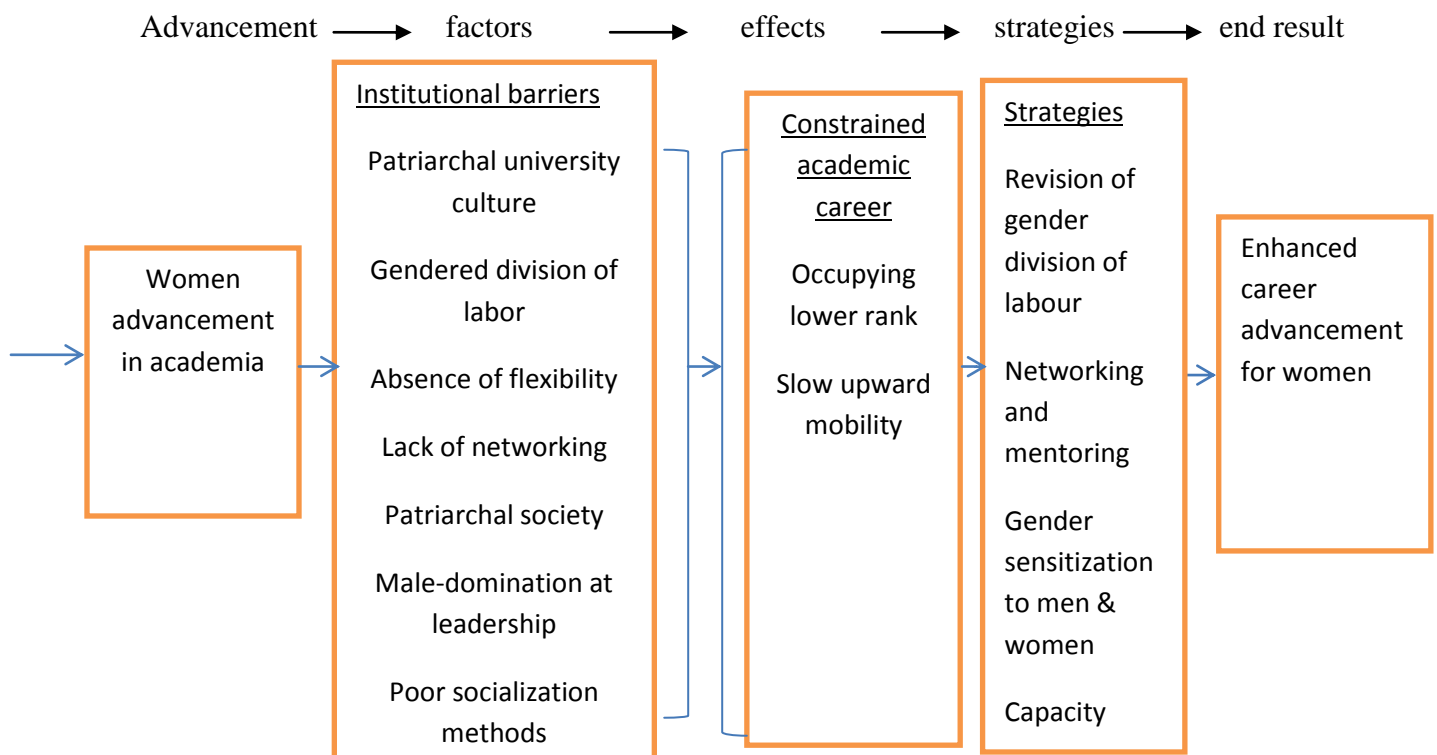 Advancement factors effects strategies end result
Women
advancement
in academia
Institutional barriers
Patriarchal university
culture
Gendered division of
labor
Absence of flexibility
Lack of networking
Patriarchal society
Male-domination at
leadership
Poor socialization
methods
Constrained
academic
career
Occupying
lower rank
Slow upward
mobility
Strategies
Revision of
gender
division of
labour
Networking
and
mentoring
Gender
sensitization
to men &
women
Capacity
Enhanced
career
advancement
for women